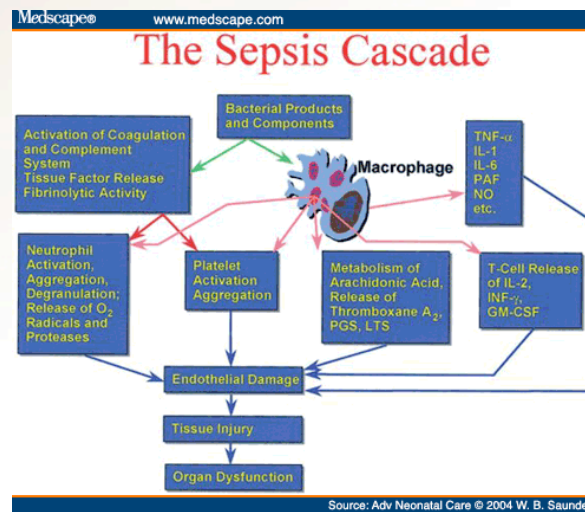 Medscape® www.medscape.com
The Sepsis Cascade
Bacterial Products
and Components
Activation of Coagulation
and Complement
System
Tissue Factor Release
Fibrinolytic Activity
Macrophage
TNF-α
IL-1
IL-6
PAF
NO
etc.
Neutrophil
Activation,
Aggregation,
Degranulation;
Release of O2
Radicals and
Proteases
Platelet
Activation
Aggregation
Metabolism of
Arachidonic Acid,
Release of
Thromboxane A2,
PGS, LTS
T-Cell Release
of IL-2,
INF-γ,
GM-CSF
Endothelial Damage
Tissue Injury
Organ Dysfunction
Source: Adv Neonatal Care © 2004 W. B. Saunde